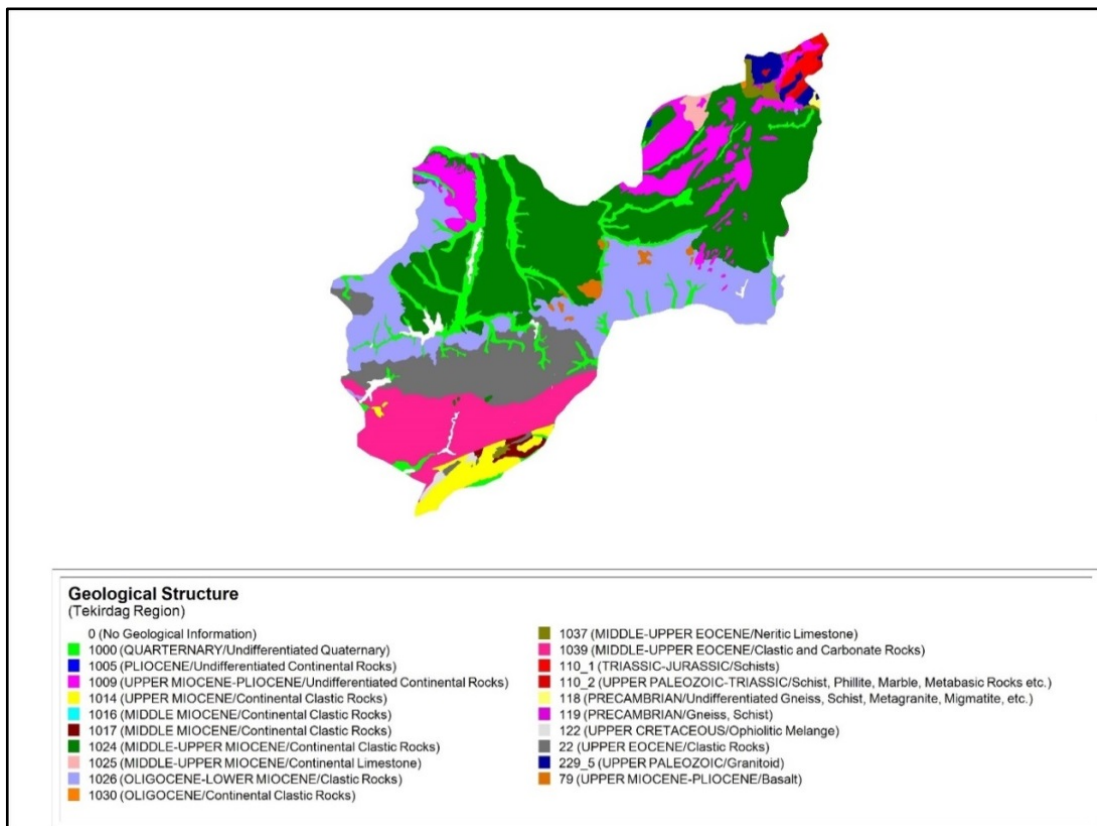 Geological Structure
(Tekirdag Region)
0 (No Geological Information)
1000 (QUARTERNARY/Undifferentiated Quaternary)
1005 (PLIOCENE/Undifferentiated Continental Rocks)
1009 (UPPER MIOCENE-PLIOCENE/Undifferentiated Continental Rocks)
1014 (UPPER MIOCENE/Continental Clastic Rocks)
1016 (MIDDLE MIOCENE/Continental Clastic Rocks)
1017 (MIDDLE MIOCENE/Continental Clastic Rocks)
1024 (MIDDLE-UPPER MIOCENE/Continental Clastic Rocks)
1025 (MIDDLE-UPPER MIOCENE/Continental Limestone)
1026 (OLIGOCENE-LOWER MIOCENE/Clastic Rocks)
1030 (OLIGOCENE/Continental Clastic Rocks)
1037 (MIDDLE-UPPER EOCENE/Neritic Limestone)
1039 (MIDDLE-UPPER EOCENE/Clastic and Carbonate Rocks)
110_1 (TRIASSIC-JURASSIC/Schists)
110_2 (UPPER PALEOZOIC-TRIASSIC/Schist, Phillite, Marble, Metabasic Rocks etc.)
118 (PRECAMBRIAN/Undifferentiated Gneiss, Schist, Metagranite, Migmatite, etc.)
119 (PRECAMBRIAN/Gneiss, Schist)
122 (UPPER CRETACEOUS/Ophiolitic Melange)
22 (UPPER EOCENE/Clastic Rocks)
229_5 (UPPER PALEOZOIC/Granitoid)
79 (UPPER MIOCENE-PLIOCENE/Basalt)